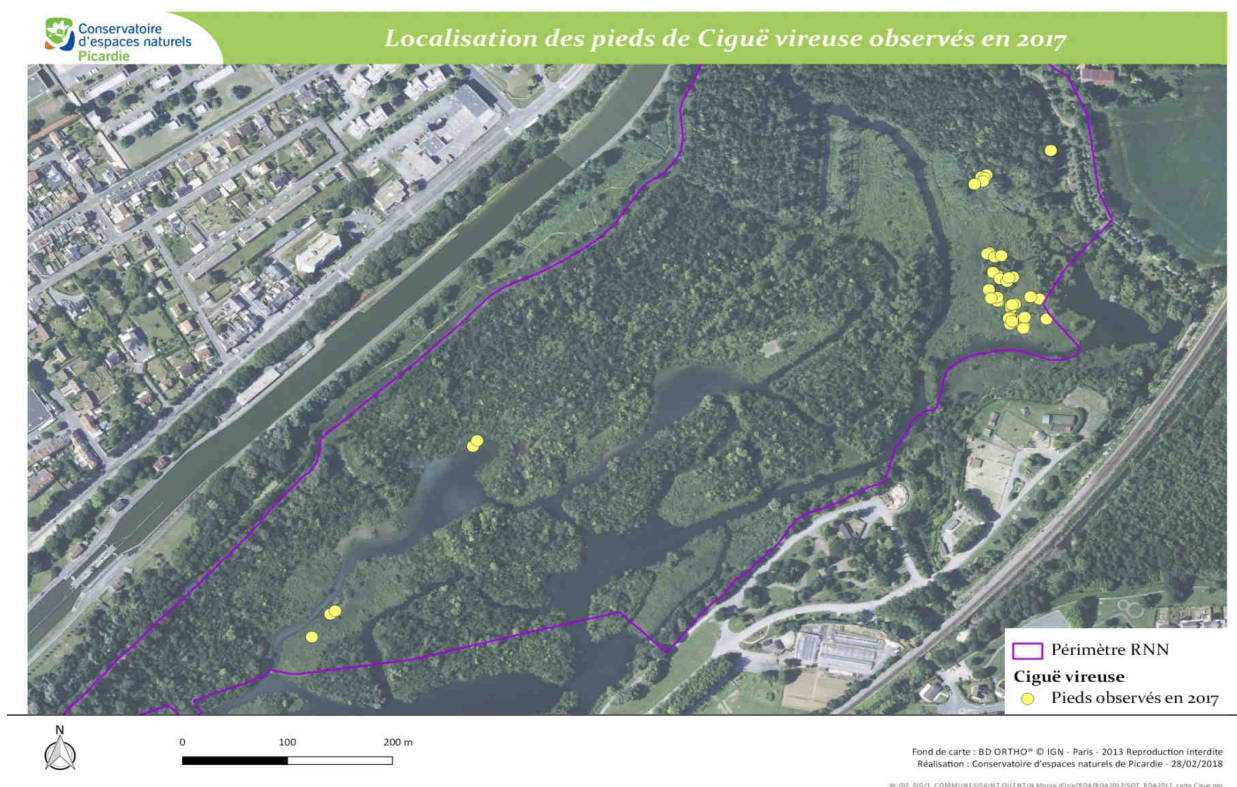 Conservatoire
d'espaces naturels
Picardie
Localisation des pieds de Ciguë vireuse observés en 2017
Périmètre RNN
Ciguë vireuse
Pieds observés en 2017
N
0 100 200 m
Fond de carte : BD ORTHO® © IGN - Paris - 2013 Reproduction interdite
Réalisation : Conservatoire d'espaces naturels de Picardie - 28/02/2018